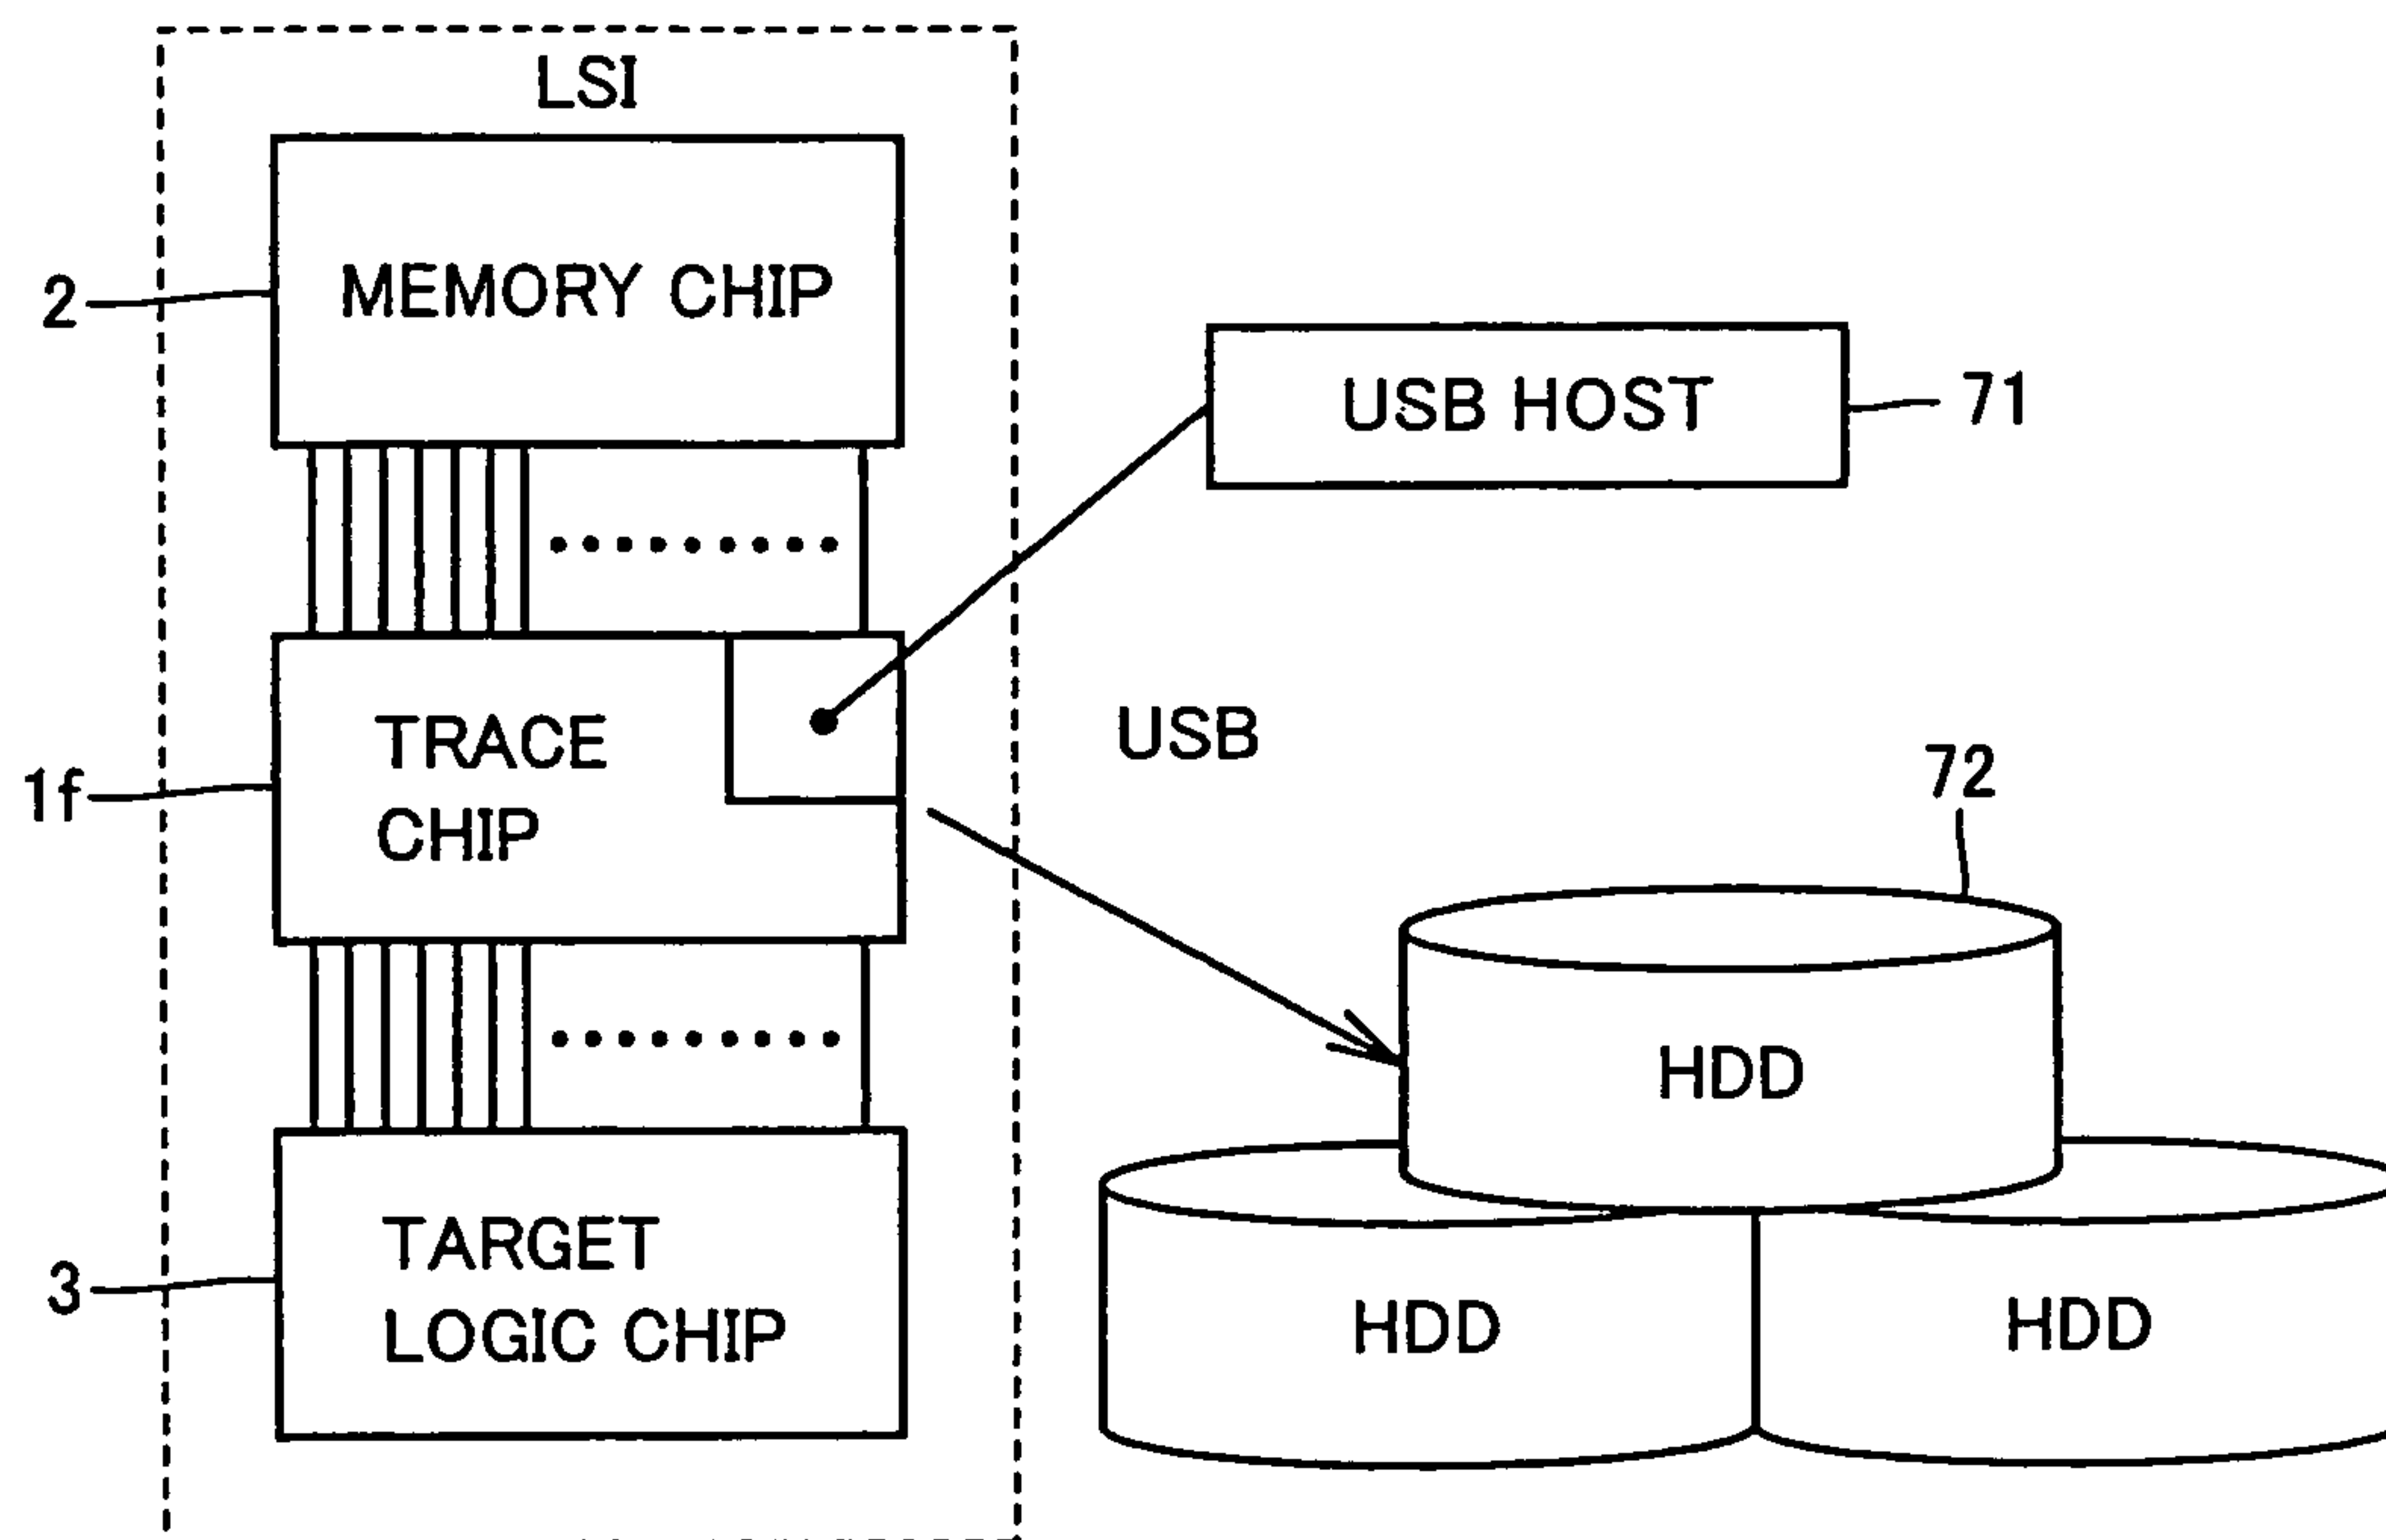 LSI
MEMORY CHIP
2
USB HOST
71
TRACE
CHIP
1f
USB
72
HDD
TARGET
LOGIC CHIP
3
HDD
HDD